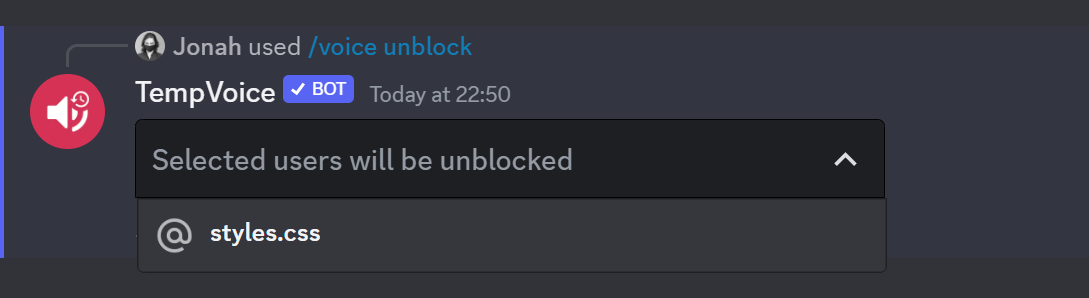 Jonah used /voice unblock
TempVoice ✓ BOT Today at 22:50
Selected users will be unblocked
@ styles.css